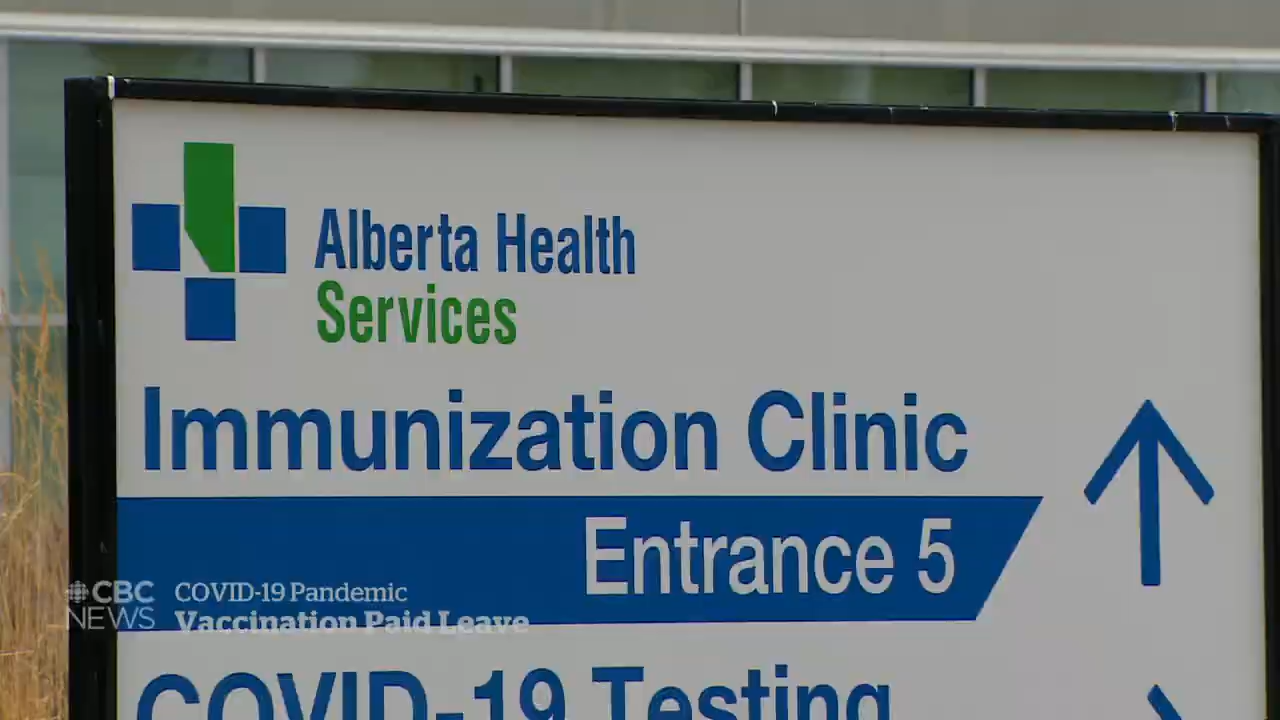 Alberta Health
Services
Immunization Clinic
Entrance 5
CBC
NEWS
COVID-19 Pandemic
Vaccination Paid Leave
COVID-19 Testing